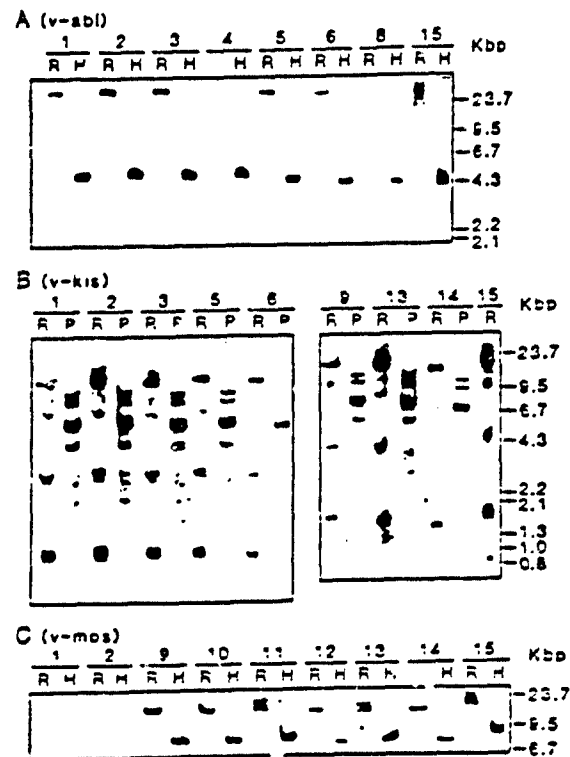 A (v-abl)
1 2 3 4 5 6 8 15 Kbp
R H R H R H H R H R H H R H
23.7
9.5
6.7
4.3
2.2
2.1
B (v-kis)
1 2 3 5 6 9 13 14 15 Kbp
R P R P R P R P R P R P R P R P R
23.7
9.5
6.7
4.3
2.2
2.1
1.3
1.0
0.8
C (v-mos)
1 2 9 10 11 12 13 14 15 Kbp
R H R H R H R H R H R H R H H R H
23.7
9.5
6.7